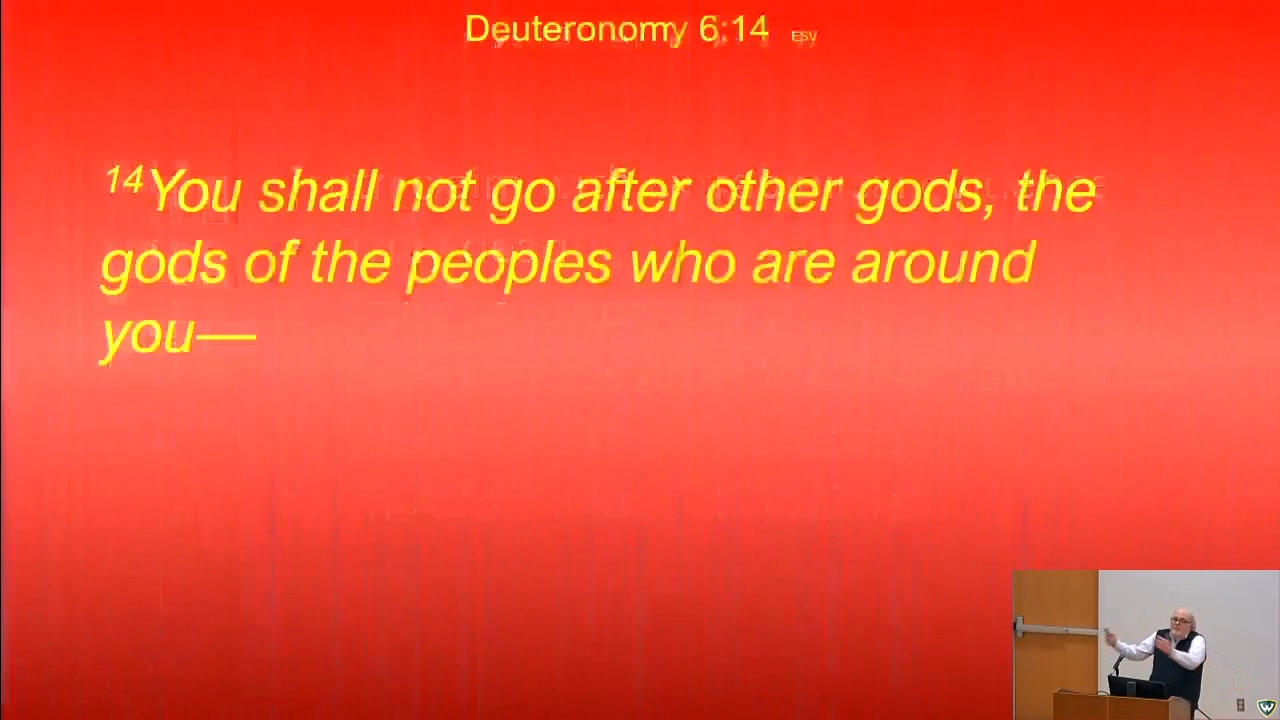 Deuteronomy 6:14 ESV
14You shall not go after other gods, the
gods of the peoples who are around
you—